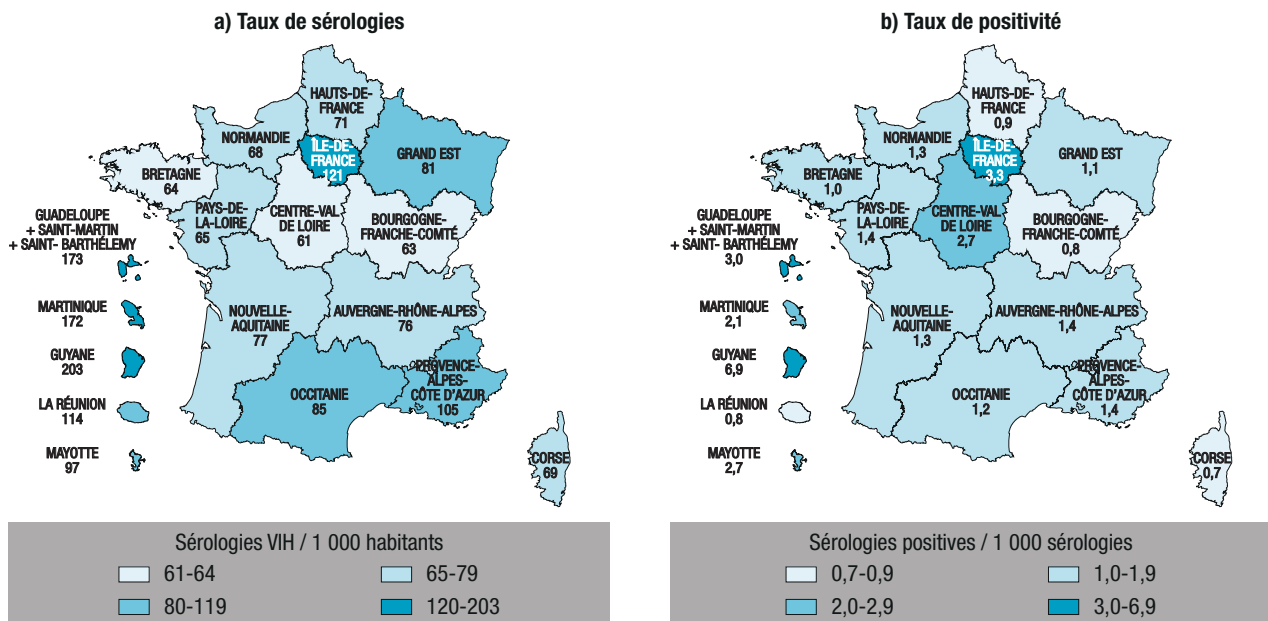 a) Taux de sérologies
HAUTS-DE-
FRANCE
71
NORMANDIE
68
ÎLE-DE-
FRANCE
121
GRAND EST
81
BRETAGNE
64
PAYS-DE-
LA-LOIRE
65
CENTRE-VAL
DE LOIRE
61
BOURGOGNE-
FRANCHE-COMTÉ
63
GUADELOUPE
+ SAINT-MARTIN
+ SAINT- BARTHÉLEMY
173
MARTINIQUE
172
GUYANE
203
LA RÉUNION
114
MAYOTTE
97
NOUVELLE-
AQUITAINE
77
AUVERGNE-RHÔNE-ALPES
76
OCCITANIE
85
PROVENCE-
ALPES-
CÔTE D'AZUR
105
CORSE
69
Sérologies VIH / 1 000 habitants
61-64
65-79
80-119
120-203
b) Taux de positivité
HAUTS-DE-
FRANCE
0,9
NORMANDIE
1,3
ÎLE-DE-
FRANCE
3,3
GRAND EST
1,1
BRETAGNE
1,0
PAYS-DE-
LA-LOIRE
1,4
CENTRE-VAL
DE LOIRE
2,7
BOURGOGNE-
FRANCHE-COMTÉ
0,8
GUADELOUPE
+ SAINT-MARTIN
+ SAINT- BARTHÉLEMY
3,0
MARTINIQUE
2,1
GUYANE
6,9
LA RÉUNION
0,8
MAYOTTE
2,7
NOUVELLE-
AQUITAINE
1,3
AUVERGNE-RHÔNE-ALPES
1,4
OCCITANIE
1,2
PROVENCE-
ALPES-
CÔTE D'AZUR
1,4
CORSE
0,7
Sérologies positives / 1 000 sérologies
0,7-0,9
1,0-1,9
2,0-2,9
3,0-6,9